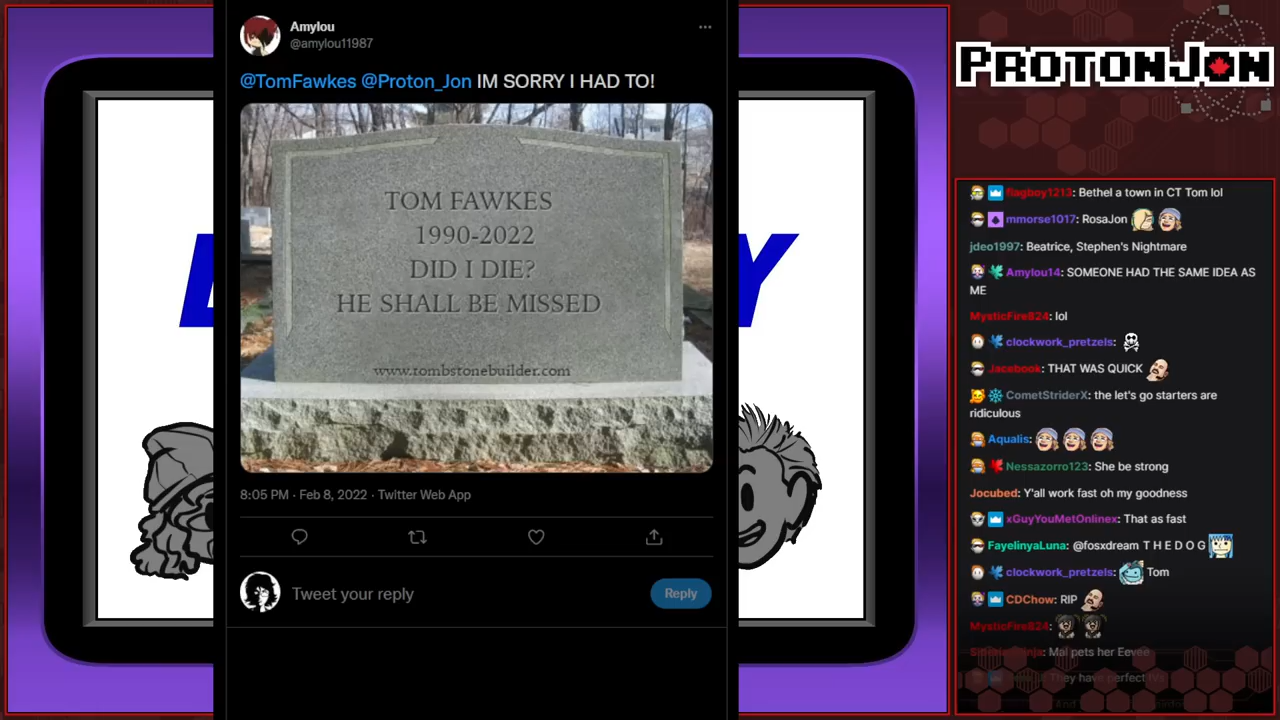 Amylou
@amylou11987
@TomFawkes @Proton_Jon IM SORRY I HAD TO!
TOM FAWKES
1990-2022
DID I DIE?
HE SHALL BE MISSED
www.tombstonebuilder.com
8:05 PM · Feb 8, 2022 · Twitter Web App
Tweet your reply
Reply
Y
PROTONJON
flagboy1213: Bethel a town in CT Tom lol
mmorse1017: RosaJon
jdeo1997: Beatrice, Stephen's Nightmare
Amylou14: SOMEONE HAD THE SAME IDEA AS
ME
MysticFire824: lol
clockwork_pretzels:
Jacebook: THAT WAS QUICK
CometStriderX: the let's go starters are
ridiculous
Aqualis:
Nessazorro123: She be strong
Jocubed: Y'all work fast oh my goodness
xGuyYouMetOnlinex: That as fast
FayelinyaLuna: @fosxdream T H E D O G
clockwork_pretzels: Tom
CDChow: RIP
MysticFire824:
Mal pets her Eevee
They have perfect IVs